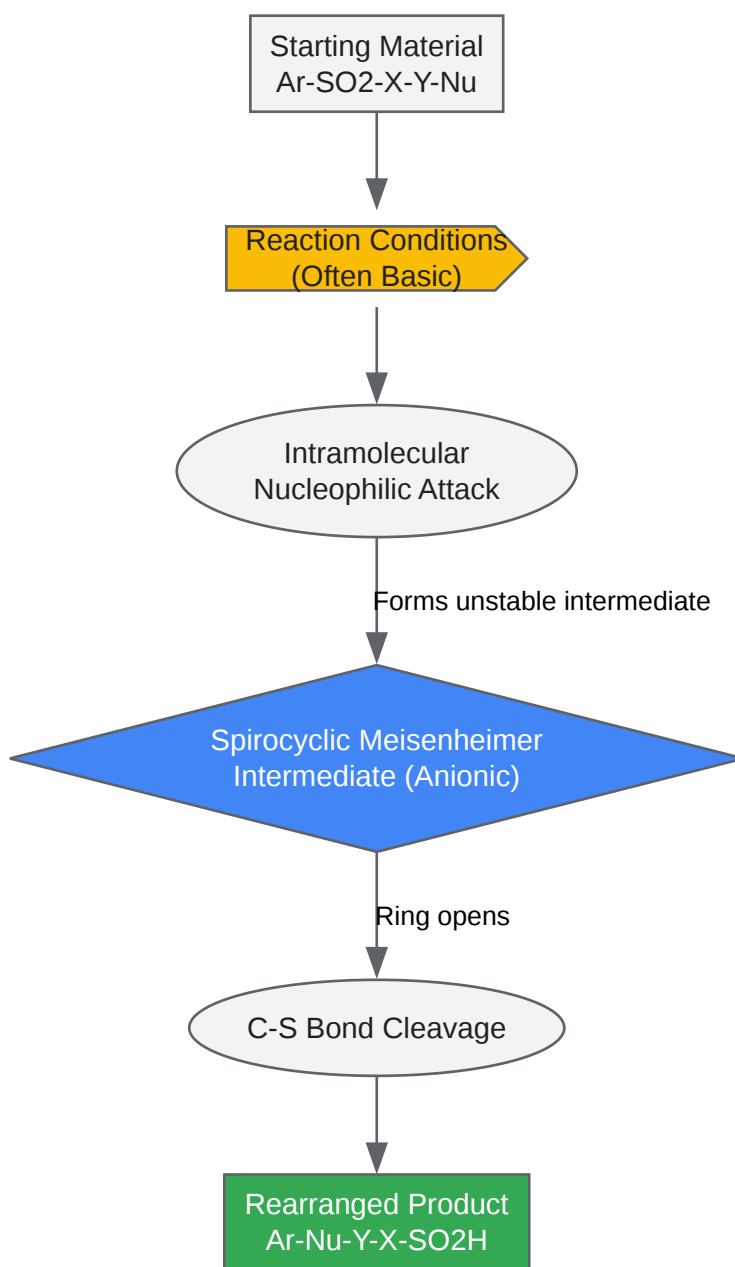 Starting Material
Ar-SO2-X-Y-Nu
Reaction Conditions
(Often Basic)
Intramolecular
Nucleophilic Attack
Forms unstable intermediate
Spirocyclic Meisenheimer
Intermediate (Anionic)
Ring opens
C-S Bond Cleavage
Rearranged Product
Ar-Nu-Y-X-SO2H